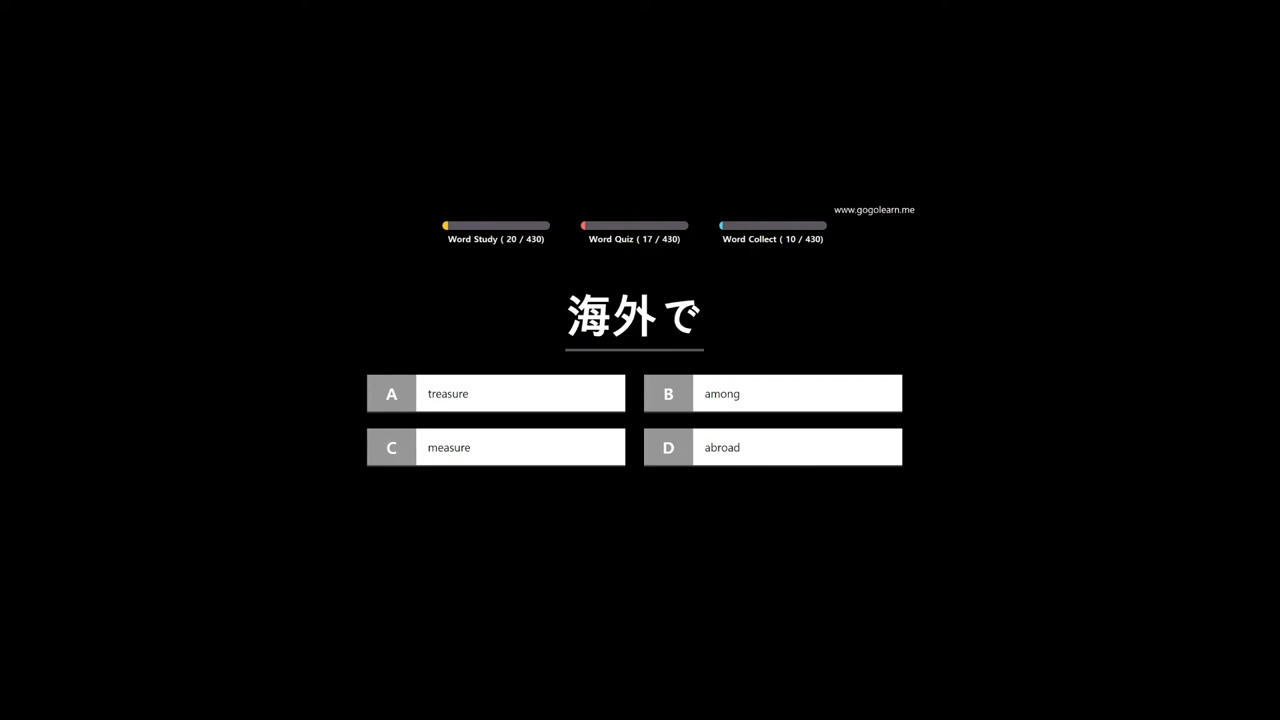 www.gogolearn.me
Word Study ( 20 / 430)
Word Quiz ( 17 / 430)
Word Collect ( 10 / 430)
海外で
A treasure
B among
C measure
D abroad